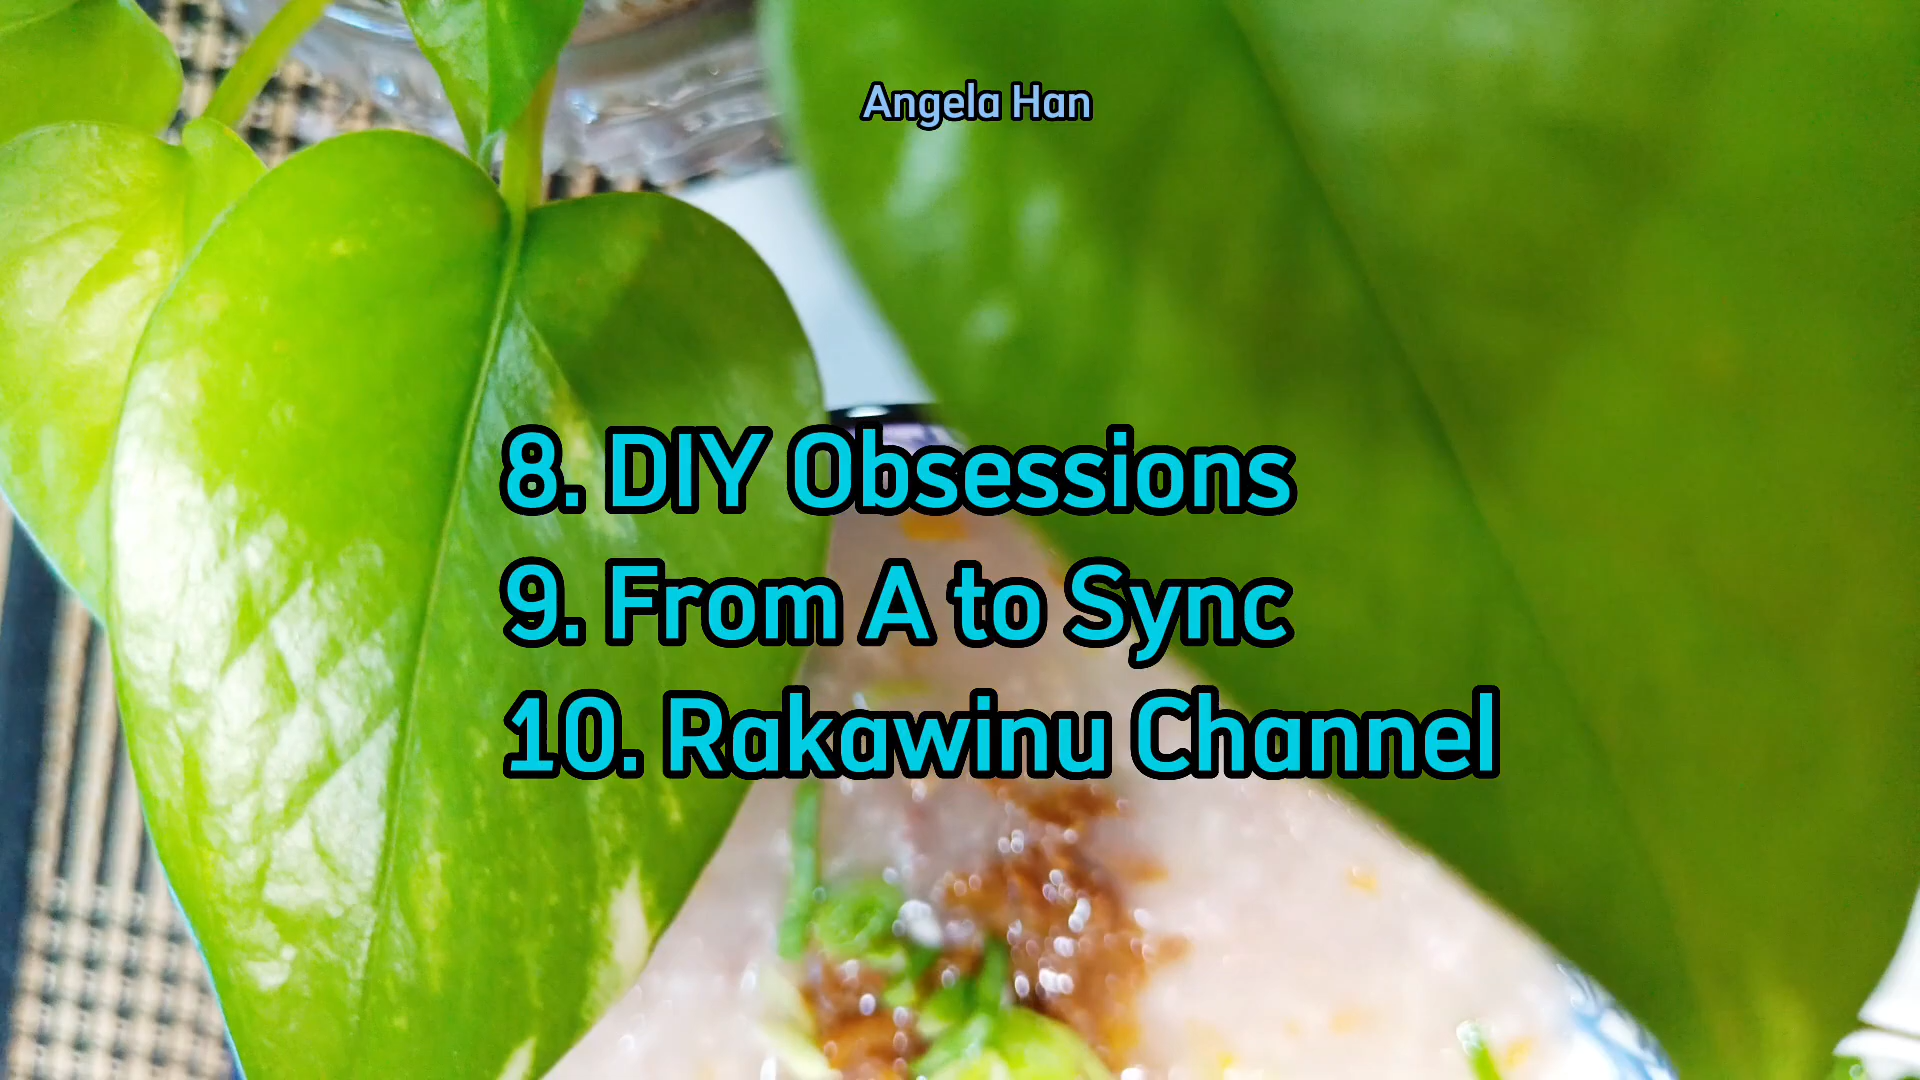 Angela Han
8. DIY Obsessions
9. From A to Sync
10. Rakawinu Channel